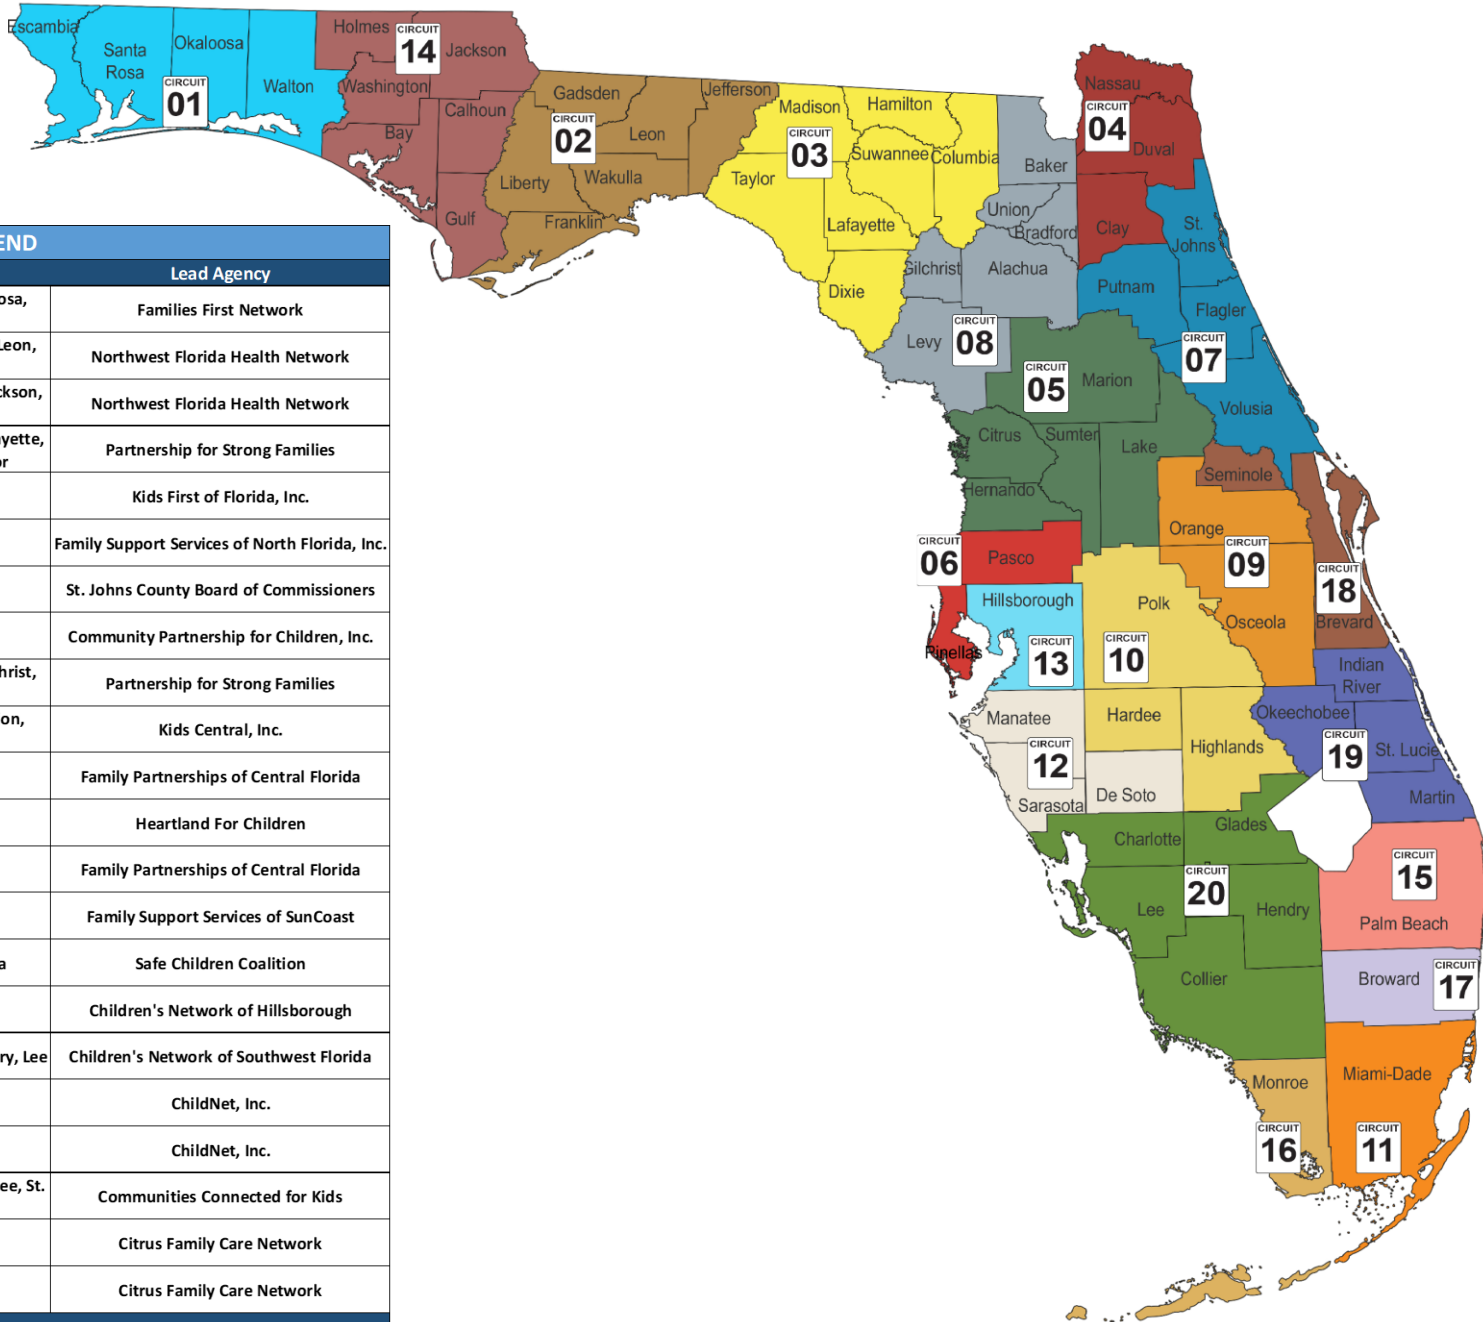 END
Lead Agency
osa,
Families First Network
Leon,
Northwest Florida Health Network
ckson,
Northwest Florida Health Network
yette,
or
Partnership for Strong Families
Kids First of Florida, Inc.
Family Support Services of North Florida, Inc.
St. Johns County Board of Commissioners
Community Partnership for Children, Inc.
hrist,
Partnership for Strong Families
on,
Kids Central, Inc.
Family Partnerships of Central Florida
Heartland For Children
Family Partnerships of Central Florida
Family Support Services of SunCoast
a
Safe Children Coalition
Children's Network of Hillsborough
ry, Lee
Children's Network of Southwest Florida
ChildNet, Inc.
ChildNet, Inc.
ee, St.
Communities Connected for Kids
Citrus Family Care Network
Citrus Family Care Network
Escambia
Santa
Rosa
Okaloosa
Walton
CIRCUIT
01
Holmes
CIRCUIT
14
Jackson
Washington
Calhoun
Bay
Gulf
Gadsden
CIRCUIT
02
Leon
Jefferson
Liberty
Wakulla
Franklin
Madison
Hamilton
CIRCUIT
03
Suwannee
Columbia
Taylor
Lafayette
Dixie
Baker
Union
Bradford
Gilchrist
Alachua
Levy
CIRCUIT
08
Nassau
CIRCUIT
04
Duval
Clay
St.
Johns
Putnam
Flagler
CIRCUIT
07
Volusia
CIRCUIT
05
Marion
Citrus
Sumter
Lake
Hernando
Seminole
Orange
CIRCUIT
09
Osceola
CIRCUIT
18
Brevard
CIRCUIT
06
Pasco
Pinellas
Hillsborough
CIRCUIT
13
Polk
CIRCUIT
10
Hardee
Highlands
Manatee
CIRCUIT
12
Sarasota
De Soto
Indian
River
Okeechobee
CIRCUIT
19
St. Lucie
Martin
Charlotte
Glades
CIRCUIT
20
Lee
Hendry
Collier
CIRCUIT
15
Palm Beach
Broward
CIRCUIT
17
Monroe
CIRCUIT
16
Miami-Dade
CIRCUIT
11